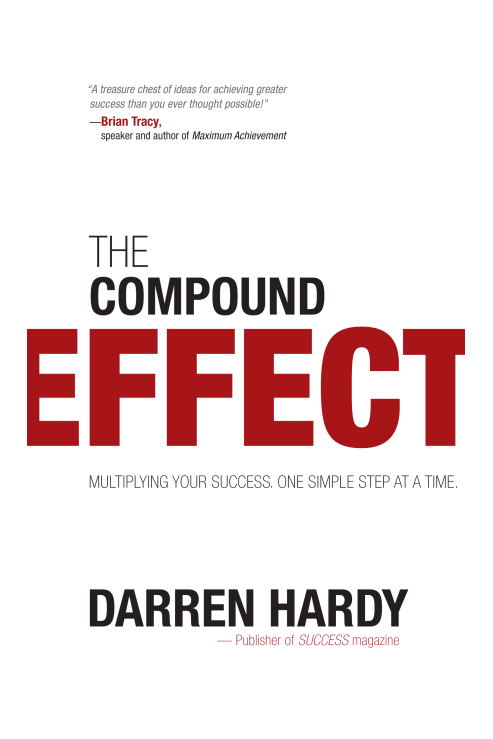 “A treasure chest of ideas for achieving greater
success than you ever thought possible!”
—Brian Tracy,
speaker and author of Maximum Achievement
THE
COMPOUND
EFFECT
MULTIPLYING YOUR SUCCESS. ONE SIMPLE STEP AT A TIME.
DARREN HARDY
— Publisher of SUCCESS magazine